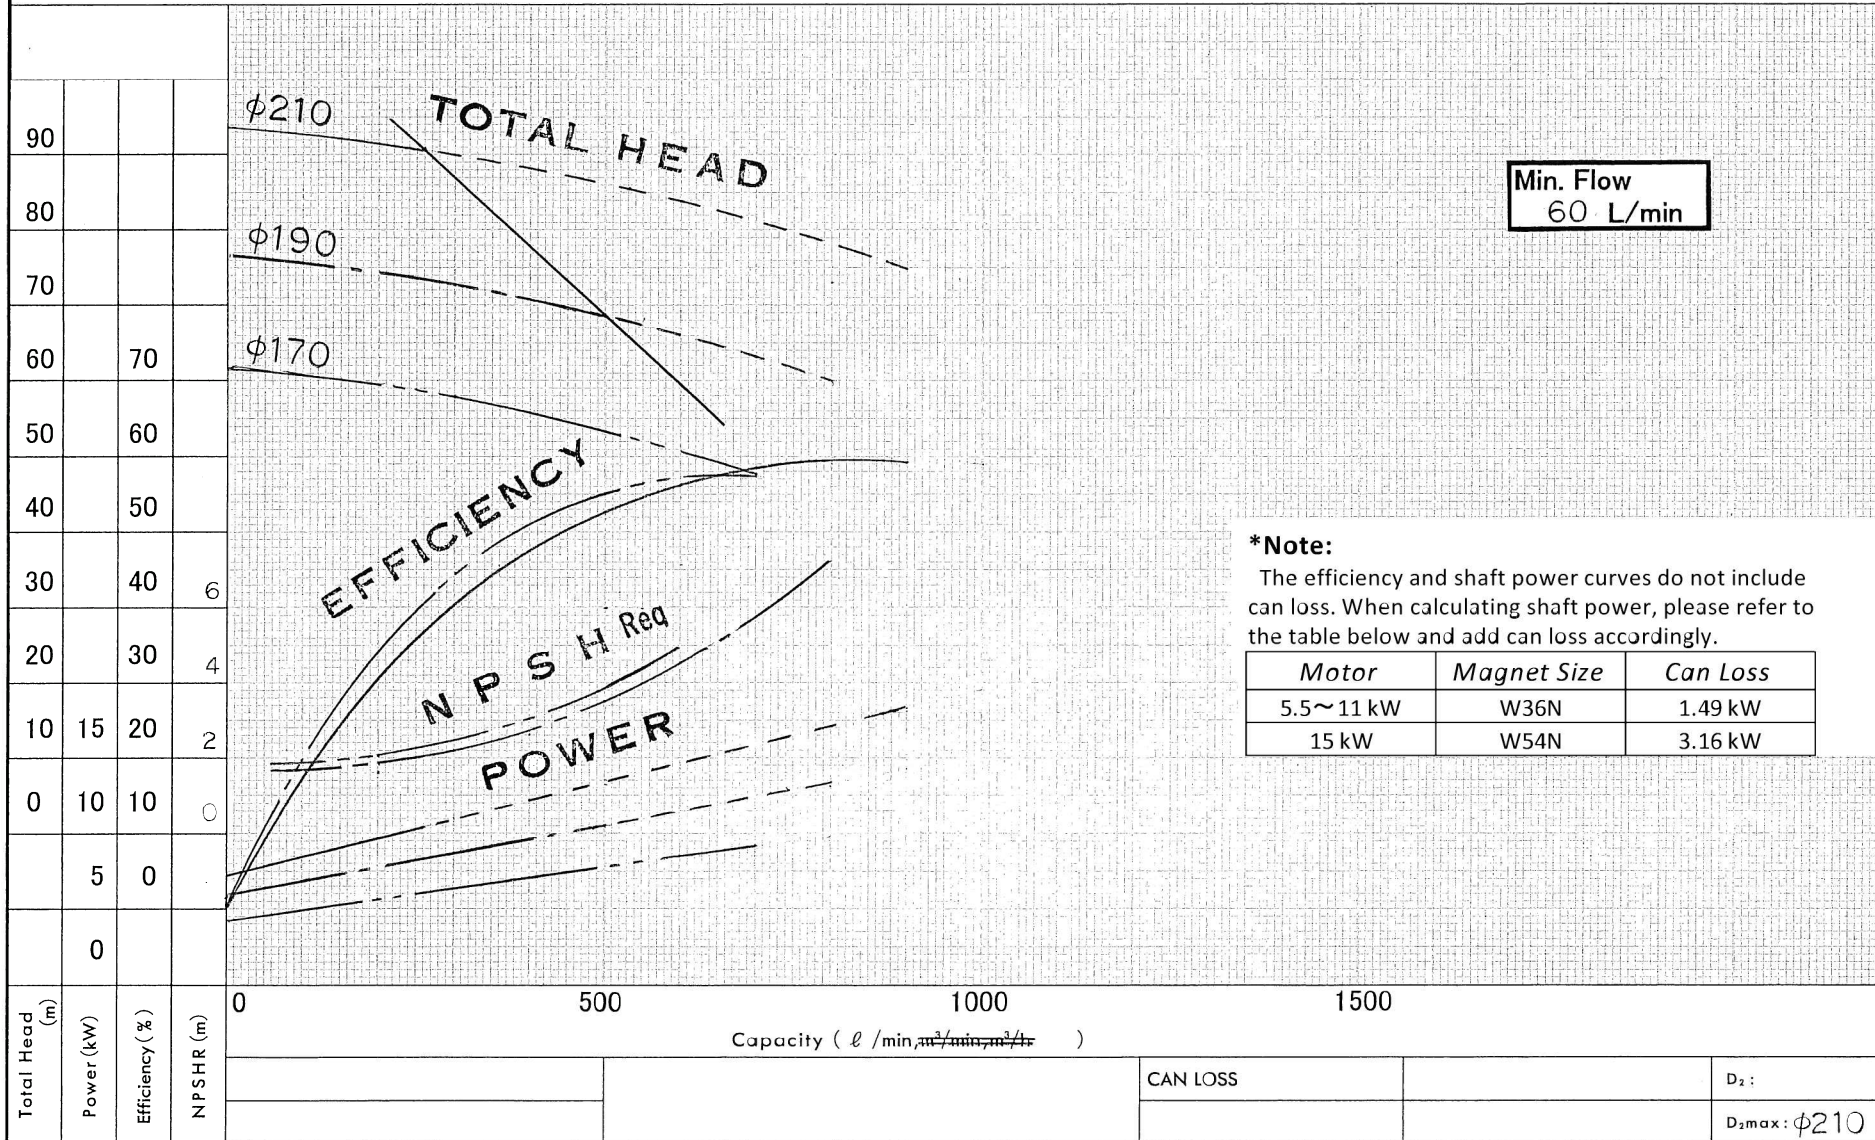 φ210
TOTAL HEAD
φ190
φ170
EFFICIENCY
NPSH Req
POWER
Min. Flow
60 L/min
90
80
70
60 70
50 60
40 50
30 40 6
20 30 4
10 15 20 2
0 10 10 0
5 0
0
*Note:
The efficiency and shaft power curves do not include
can loss. When calculating shaft power, please refer to
the table below and add can loss accordingly.
Motor Magnet Size Can Loss
5.5～11 kW W36N 1.49 kW
15 kW W54N 3.16 kW
0 500 1000 1500
Capacity ( ℓ /min,m³/min,m³/h )
Total Head (m)
Power (kW)
Efficiency (%)
NPSHR (m)
CAN LOSS
D₂ :
D₂max : φ210